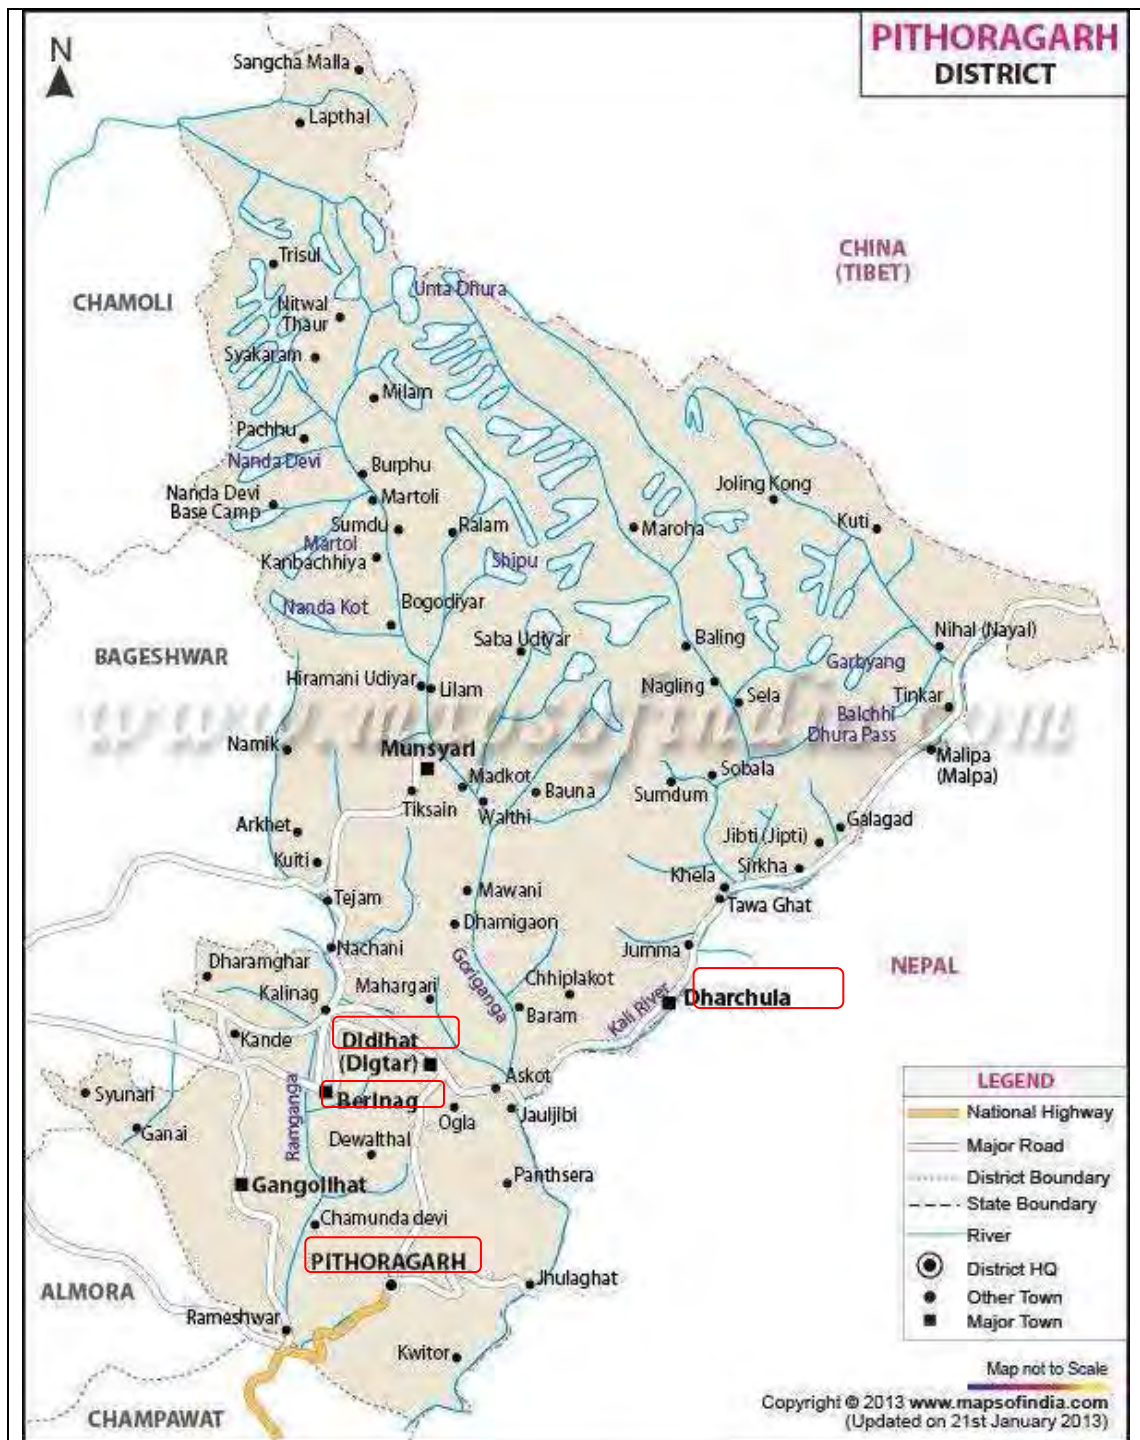 N
PITHORAGARH
DISTRICT
Sangcha Malla
Lapthal
CHINA
(TIBET)
Trisul
Unta Dhura
CHAMOLI
Nitwal
Thaur
Syakaram
Milam
Pachhu
Nanda Devi
Burphu
Joling Kong
Nanda Devi
Base Camp
Martoli
Sumdu
Ralam
Maroha
Kuti
Martol
Kanbachhiya
Shipu
Nanda Kot
Bogodiyar
Saba Udiyar
Baling
Nihal (Nayal)
BAGESHWAR
Garbyang
Hiramani Udiyar
Lilam
Nagling
Sela
Tinkar
www.mapsofindia.com
Balchhi
Dhura Pass
Namik
Munsyari
Malipa
(Malpa)
Madkot
Sobala
Tiksain
Walthi
Bauna
Sumdum
Arkhet
Galagad
Jibti (Jipti)
Kuiti
Khela
Sirkha
Tejam
Mawani
Tawa Ghat
Dhamigaon
Nachani
Jumma
Dharamghar
Goriganga
NEPAL
Kalinag
Mahargari
Chhiplakot
Kali River
Dharchula
Baram
Kande
Didihat
(Digtar)
Askot
Syunari
Ramganga
Berinag
Ogla
Jauljibi
Ganai
Dewalthal
Panthsera
Gangolihat
Chamunda devi
PITHORAGARH
Jhulaghat
ALMORA
Rameshwar
Kwitor
CHAMPAWAT
LEGEND
National Highway
Major Road
District Boundary
State Boundary
River
District HQ
Other Town
Major Town
Map not to Scale
Copyright © 2013 www.mapsofindia.com
(Updated on 21st January 2013)